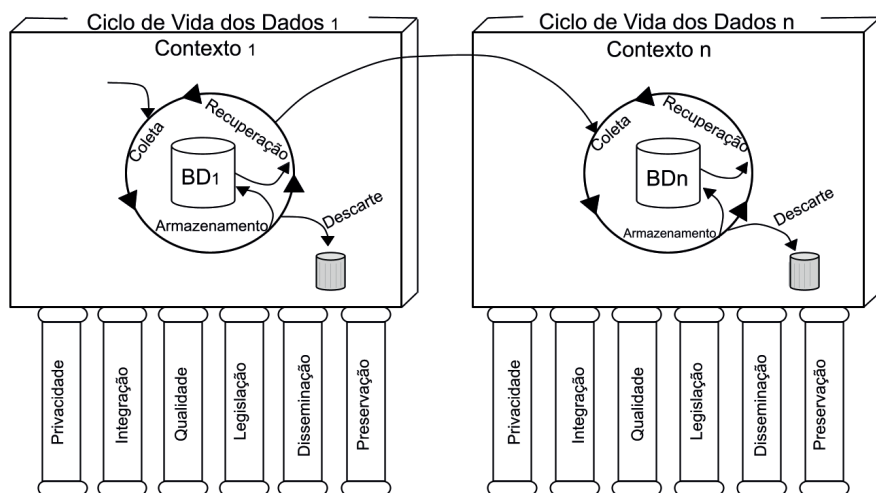 Ciclo de Vida dos Dados 1
Contexto 1
Coleta
Recuperação
BD1
Armazenamento
Descarte
Privacidade
Integração
Qualidade
Legislação
Disseminação
Preservação
Ciclo de Vida dos Dados n
Contexto n
Coleta
Recuperação
BDn
Armazenamento
Descarte
Privacidade
Integração
Qualidade
Legislação
Disseminação
Preservação